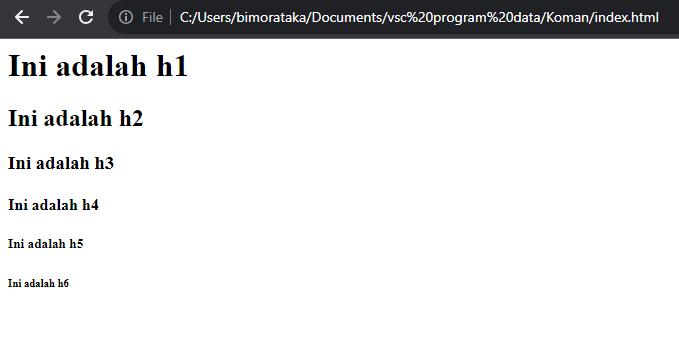 File C:/Users/bimorataka/Documents/vsc%20program%20data/Koman/index.html
Ini adalah h1
Ini adalah h2
Ini adalah h3
Ini adalah h4
Ini adalah h5
Ini adalah h6